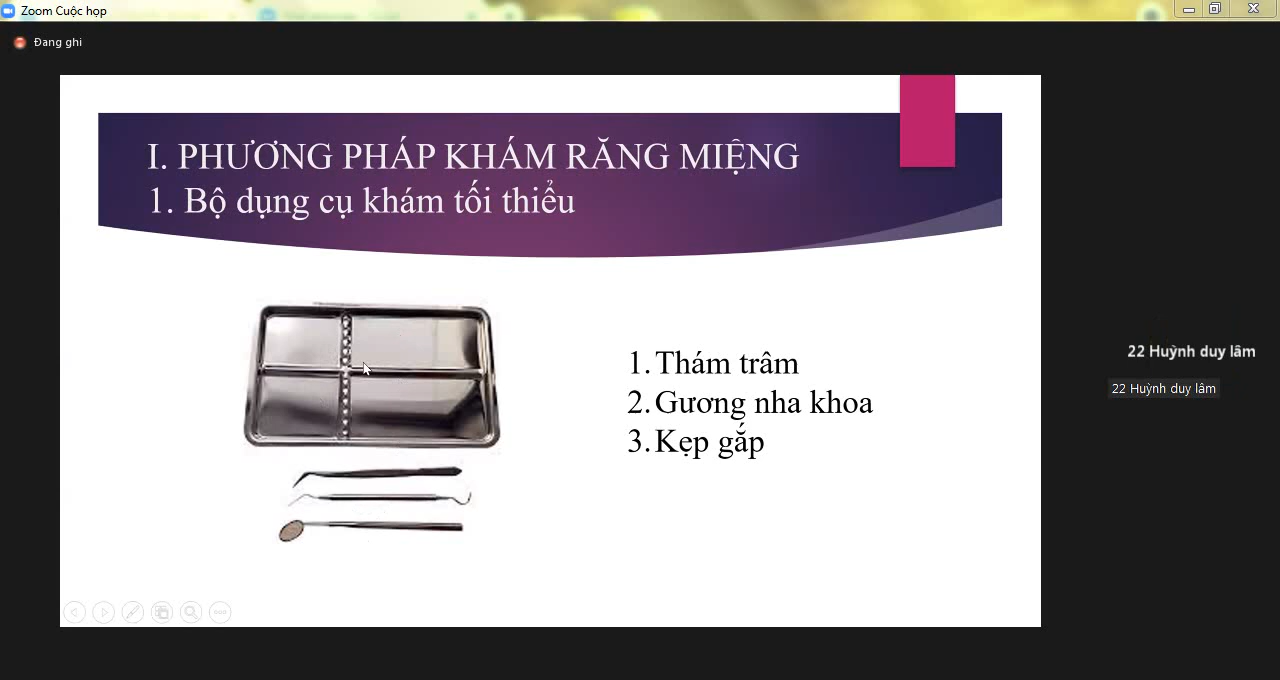 Zoom Cuộc họp
Đang ghi
I. PHƯƠNG PHÁP KHÁM RĂNG MIỆNG
1. Bộ dụng cụ khám tối thiểu
1. Thám trâm
2. Gương nha khoa
3. Kẹp gắp
22 Huỳnh duy lâm
22 Huỳnh duy lâm